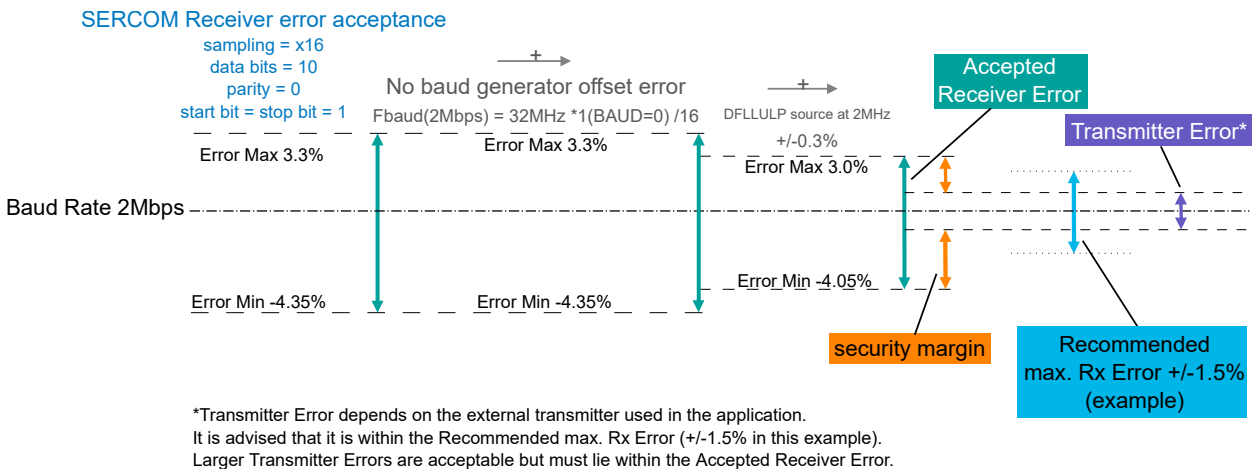 SERCOM Receiver error acceptance
sampling = x16
data bits = 10
parity = 0
start bit = stop bit = 1
+
No baud generator offset error
Fbaud(2Mbps) = 32MHz *1(BAUD=0) /16
+
DFLLULP source at 2MHz
+/-0.3%
Accepted
Receiver Error
Transmitter Error*
Error Max 3.3%
Error Max 3.3%
Error Max 3.0%
Baud Rate 2Mbps
Error Min -4.35%
Error Min -4.35%
Error Min -4.05%
security margin
Recommended
max. Rx Error +/-1.5%
(example)
*Transmitter Error depends on the external transmitter used in the application.
It is advised that it is within the Recommended max. Rx Error (+/-1.5% in this example).
Larger Transmitter Errors are acceptable but must lie within the Accepted Receiver Error.